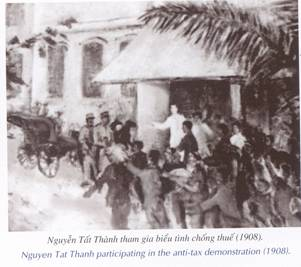 Nguyễn Tất Thành tham gia biểu tình chống thuế (1908).
Nguyen Tat Thanh participating in the anti-tax demonstration (1908).